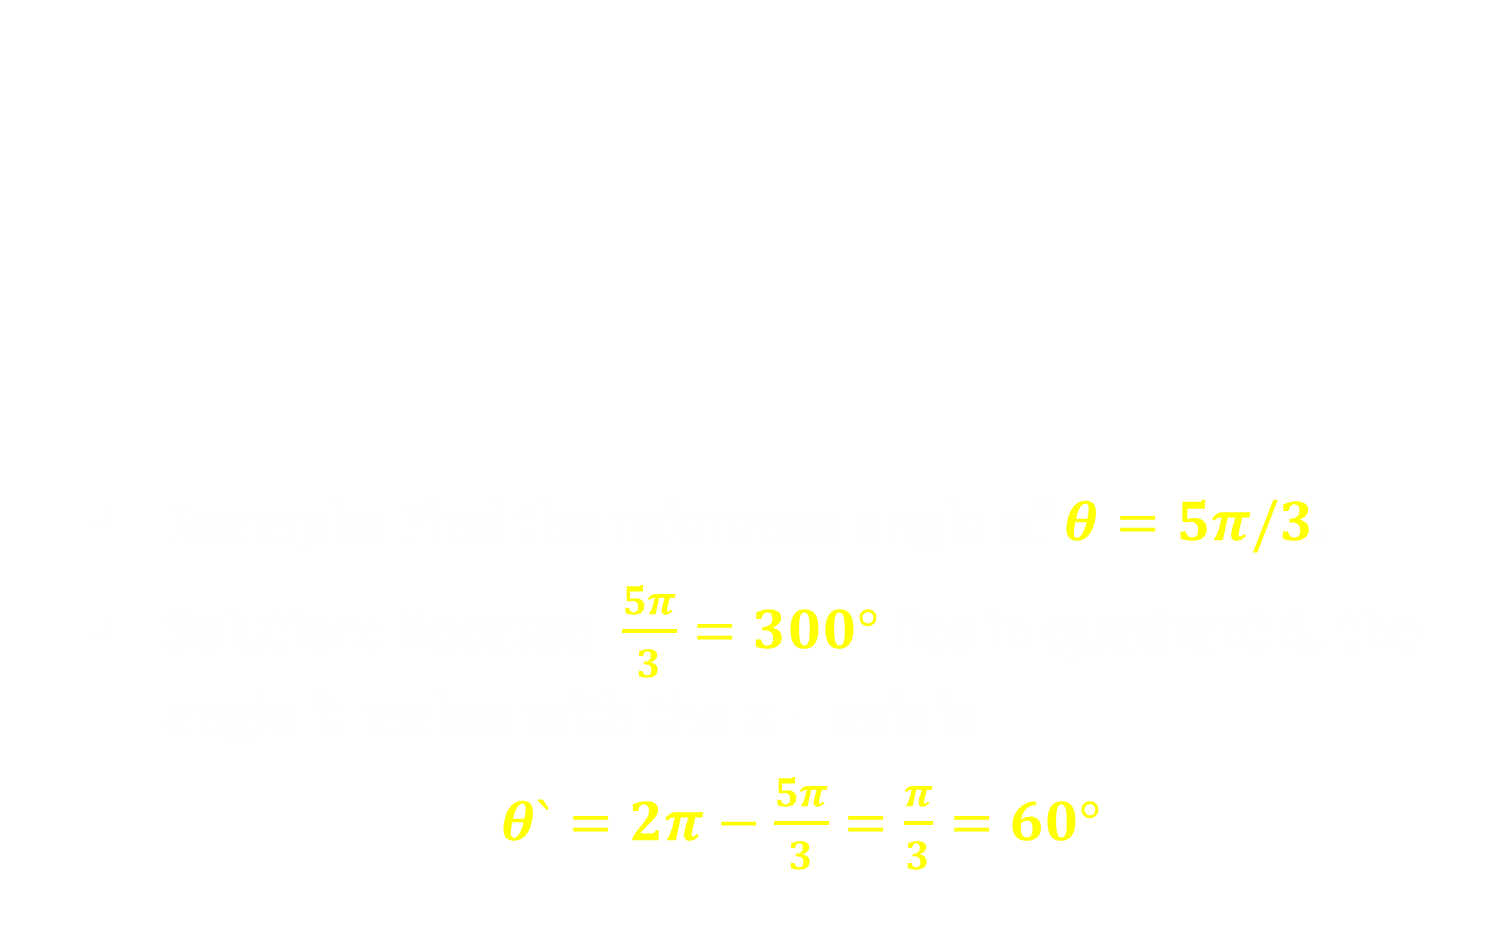 θ = 5π/3
5π/3 = 300°
θ` = 2π − 5π/3 = π/3 = 60°